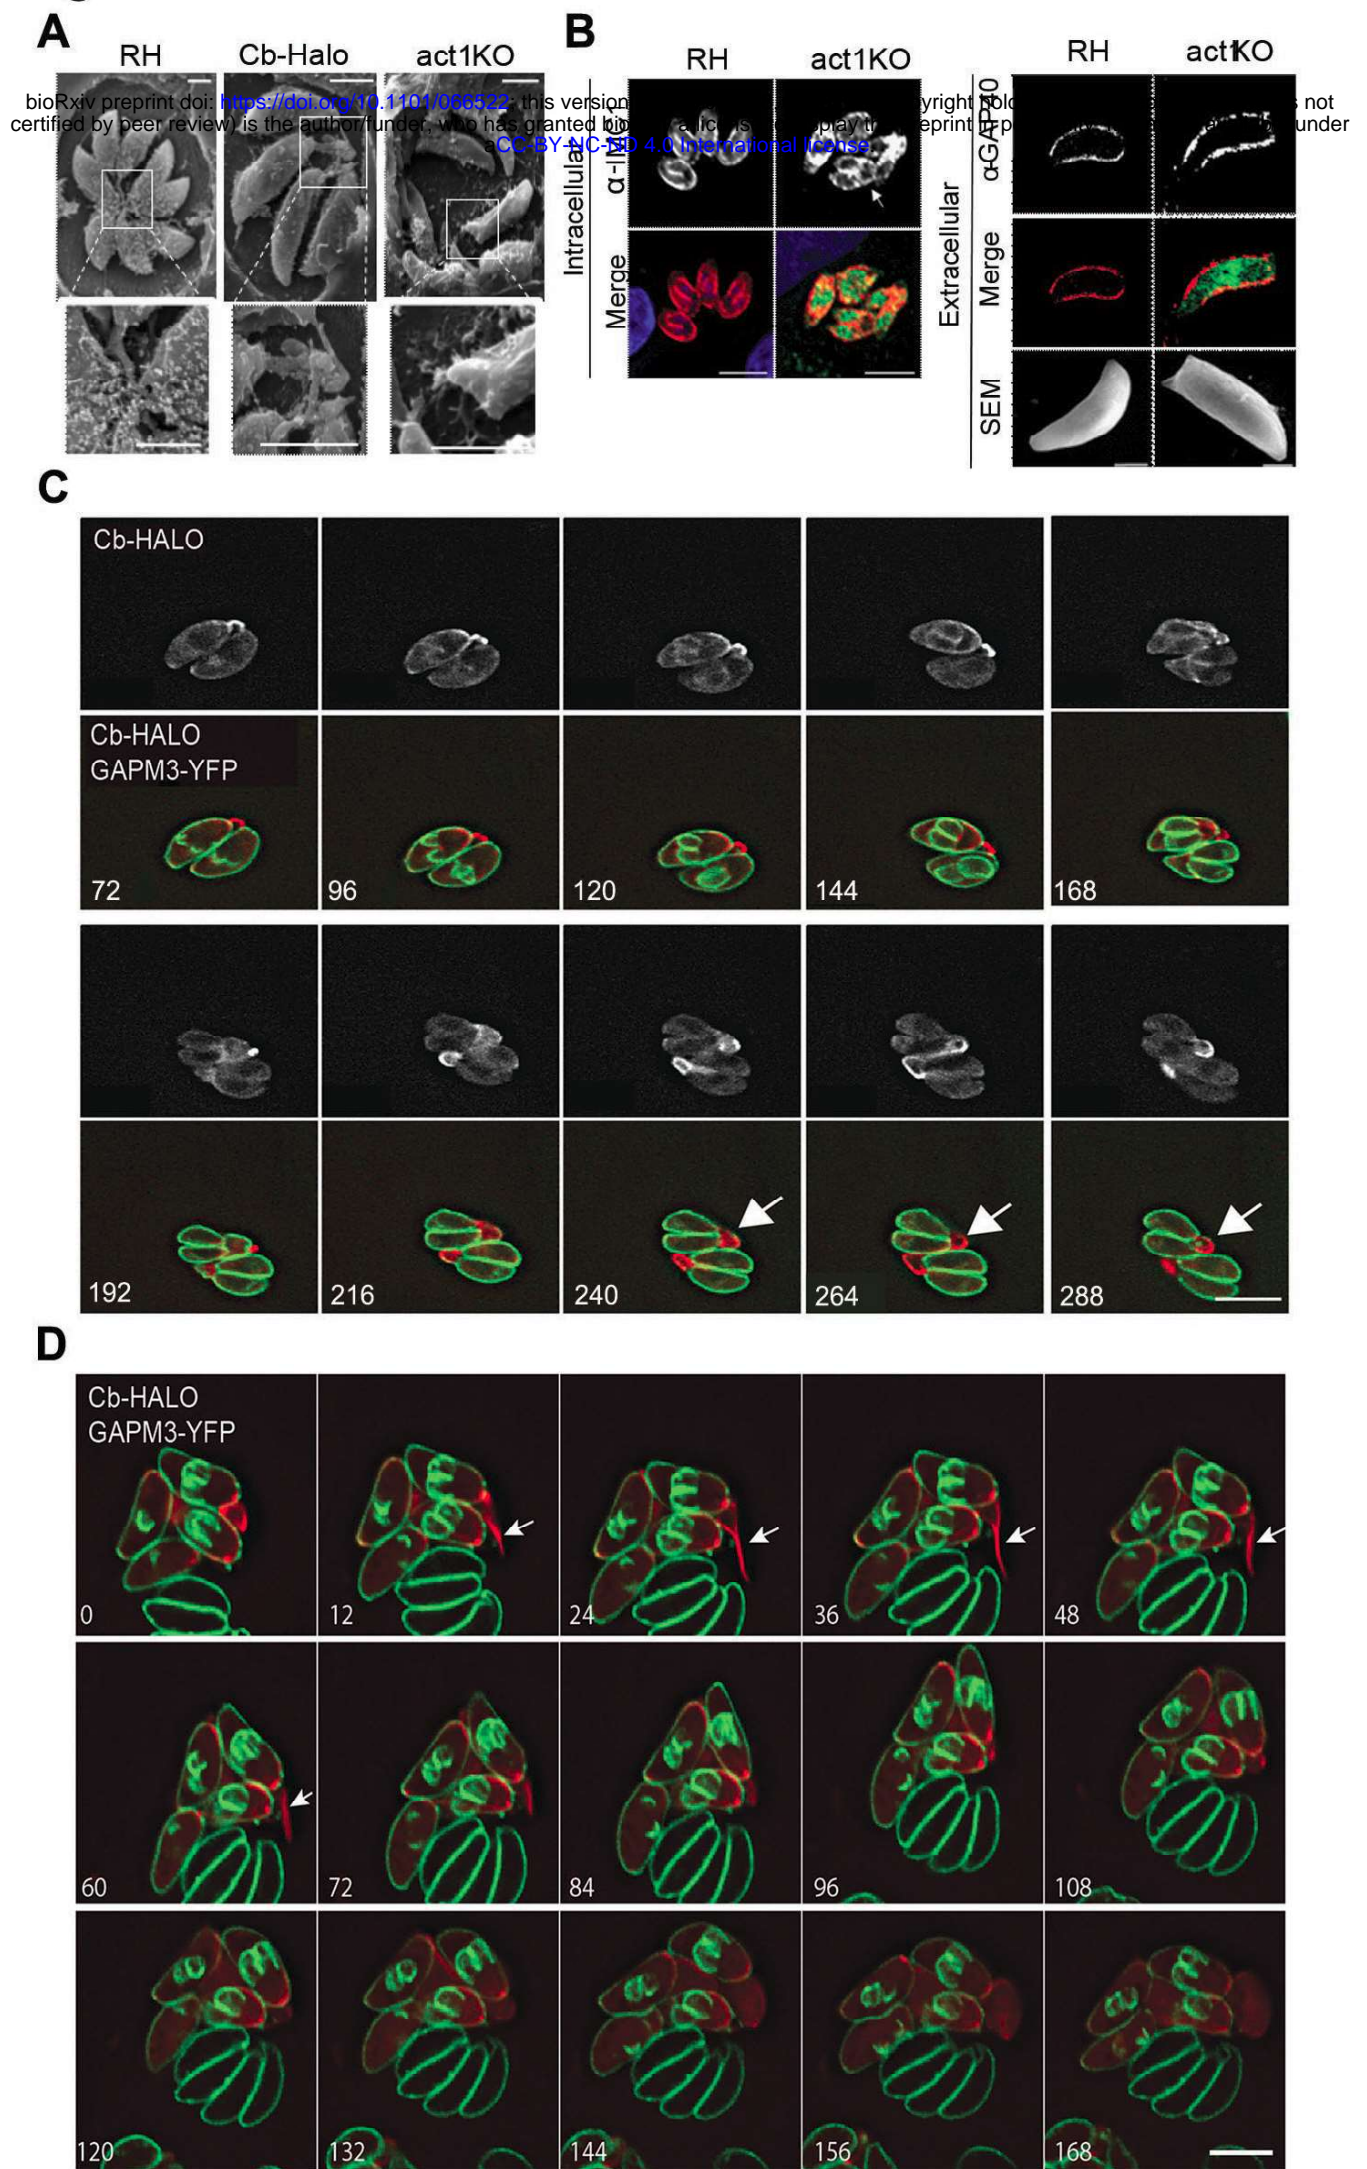 A
B
RH
Cb-Halo
act1KO
RH
act1KO
RH
act1KO
bioRxiv preprint doi: https://doi.org/10.1101/066522; this version
not
certified by peer review) is the author/funder, who has granted
under
aCC-BY-NC-ND 4.0 International license
Intracellular
Merge
Extracellular
α-GAP40
Merge
SEM
C
Cb-HALO
Cb-HALO
GAPM3-YFP
72
96
120
144
168
192
216
240
264
288
D
Cb-HALO
GAPM3-YFP
0
12
24
36
48
60
72
84
96
108
120
132
144
156
168